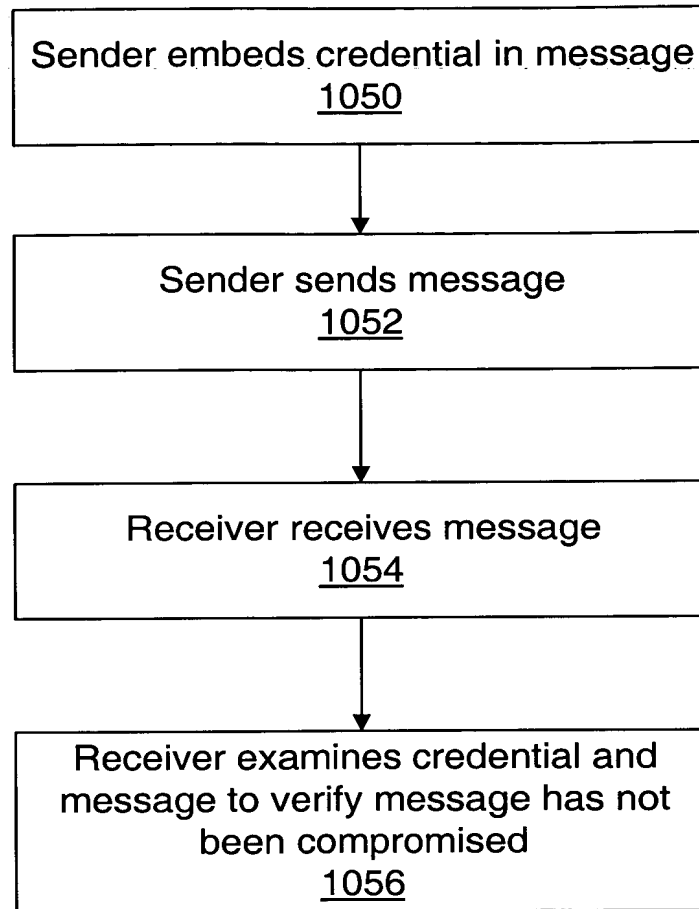 Sender embeds credential in message
1050
Sender sends message
1052
Receiver receives message
1054
Receiver examines credential and
message to verify message has not
been compromised
1056